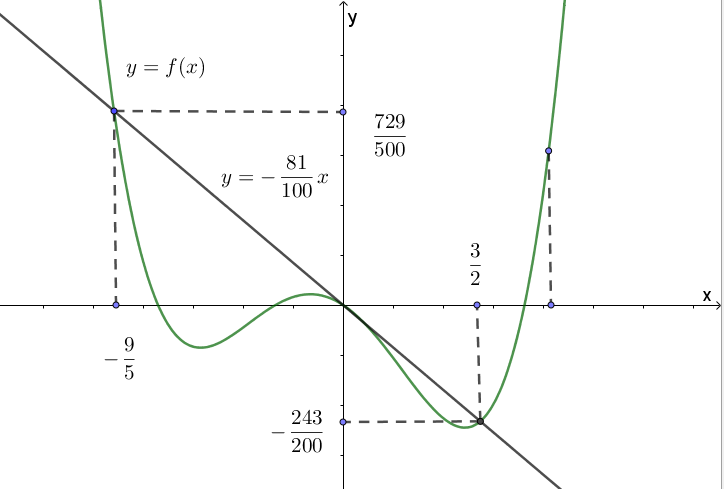 y
y = f(x)
729/500
y = − 81/100 x
3/2
x
− 9/5
− 243/200